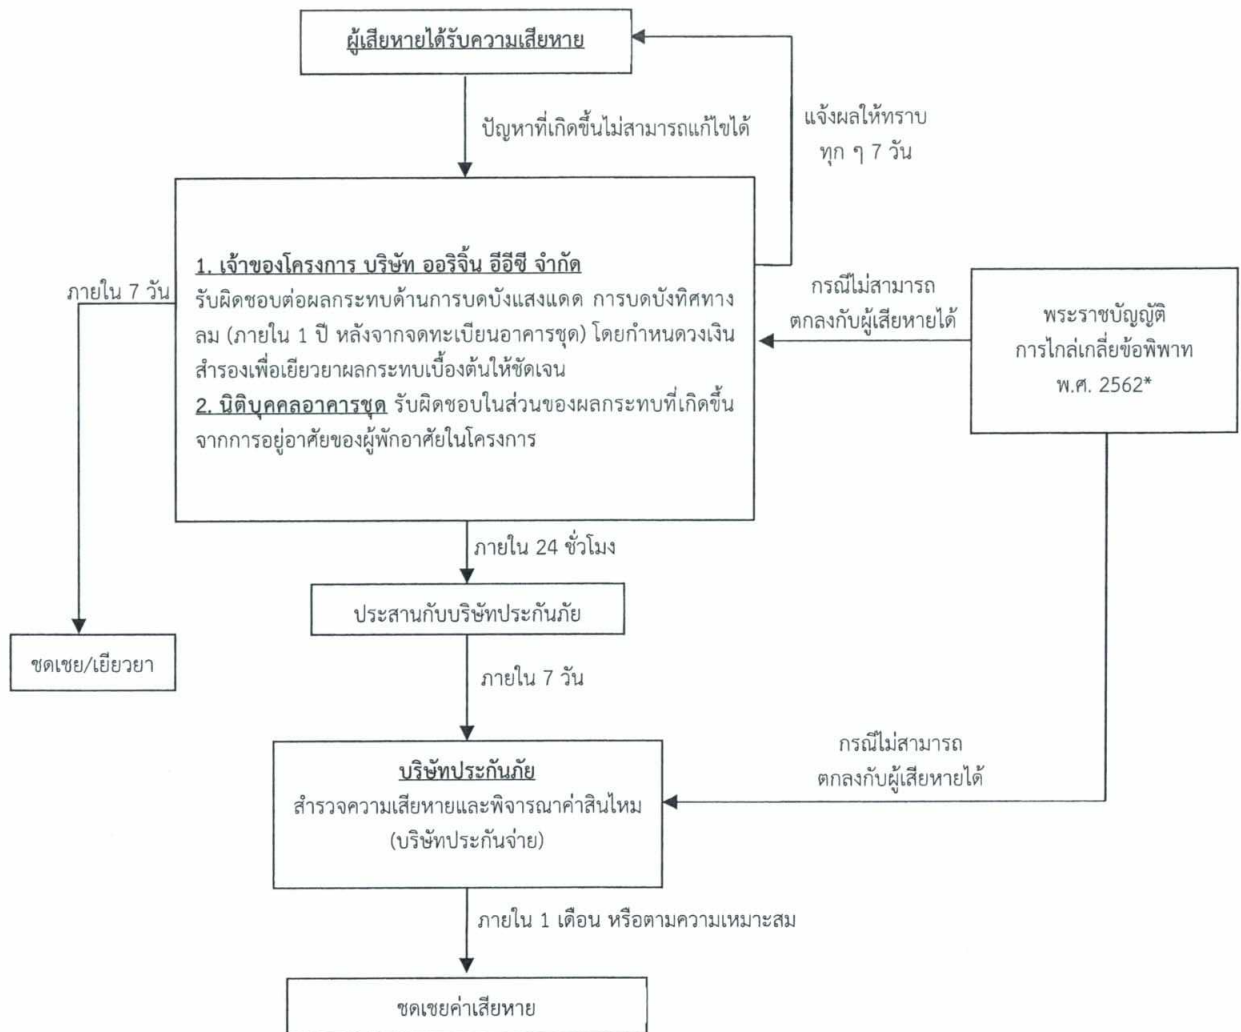 ผู้เสียหายได้รับความเสียหาย
ปัญหาที่เกิดขึ้นไม่สามารถแก้ไขได้
แจ้งผลให้ทราบ
ทุก ๆ 7 วัน
1. เจ้าของโครงการ บริษัท ออริจิ้น อีอีซี จำกัด
รับผิดชอบต่อผลกระทบด้านการบดบังแสงแดด การบดบังทิศทาง
ลม (ภายใน 1 ปี หลังจากจดทะเบียนอาคารชุด) โดยกำหนดวงเงิน
สำรองเพื่อเยียวยาผลกระทบเบื้องต้นให้ชัดเจน
2. นิติบุคคลอาคารชุด รับผิดชอบในส่วนของผลกระทบที่เกิดขึ้น
จากการอยู่อาศัยของผู้พักอาศัยในโครงการ
ภายใน 7 วัน
กรณีไม่สามารถ
ตกลงกับผู้เสียหายได้
พระราชบัญญัติ
การไกล่เกลี่ยข้อพิพาท
พ.ศ. 2562*
ภายใน 24 ชั่วโมง
ประสานกับบริษัทประกันภัย
ชดเชย/เยียวยา
ภายใน 7 วัน
บริษัทประกันภัย
สำรวจความเสียหายและพิจารณาค่าสินไหม
(บริษัทประกันจ่าย)
กรณีไม่สามารถ
ตกลงกับผู้เสียหายได้
ภายใน 1 เดือน หรือตามความเหมาะสม
ชดเชยค่าเสียหาย